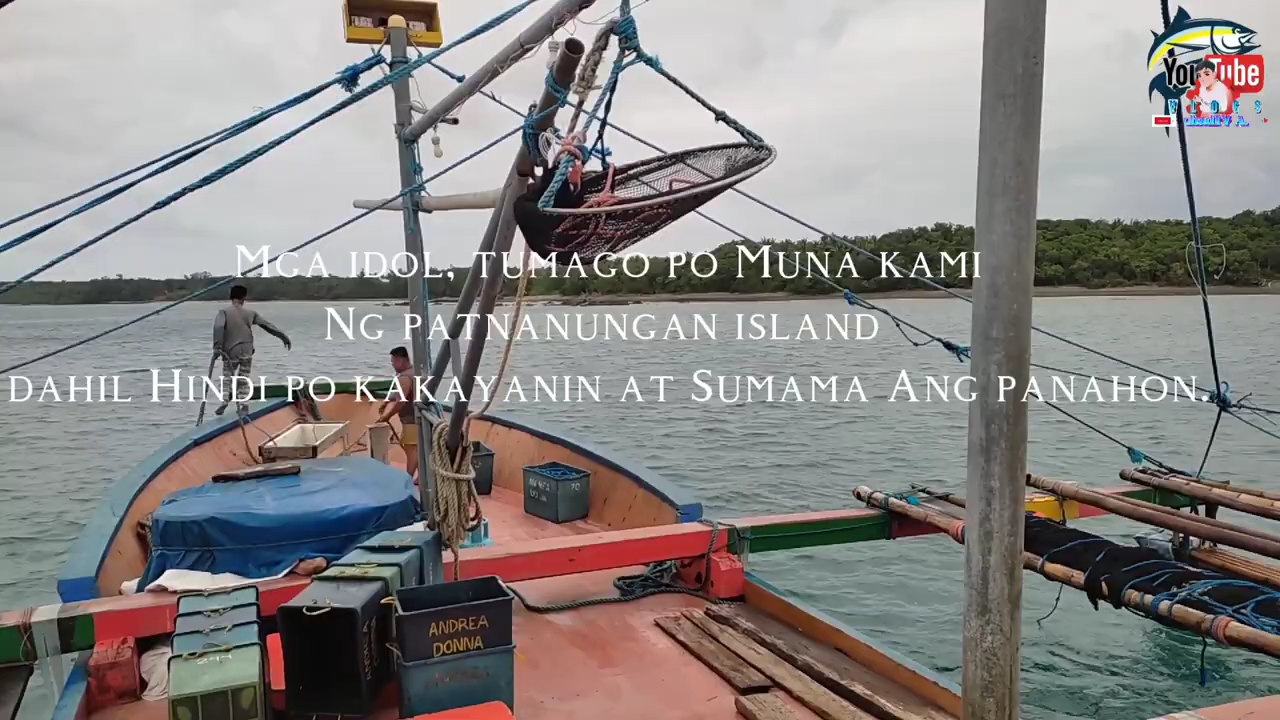 YouTube
VLOGS
Mga idol, tumago po Muna kami
Ng patnanungan island
dahil Hindi po kakayanin at Sumama Ang panahon.
ANDREA
DONNA